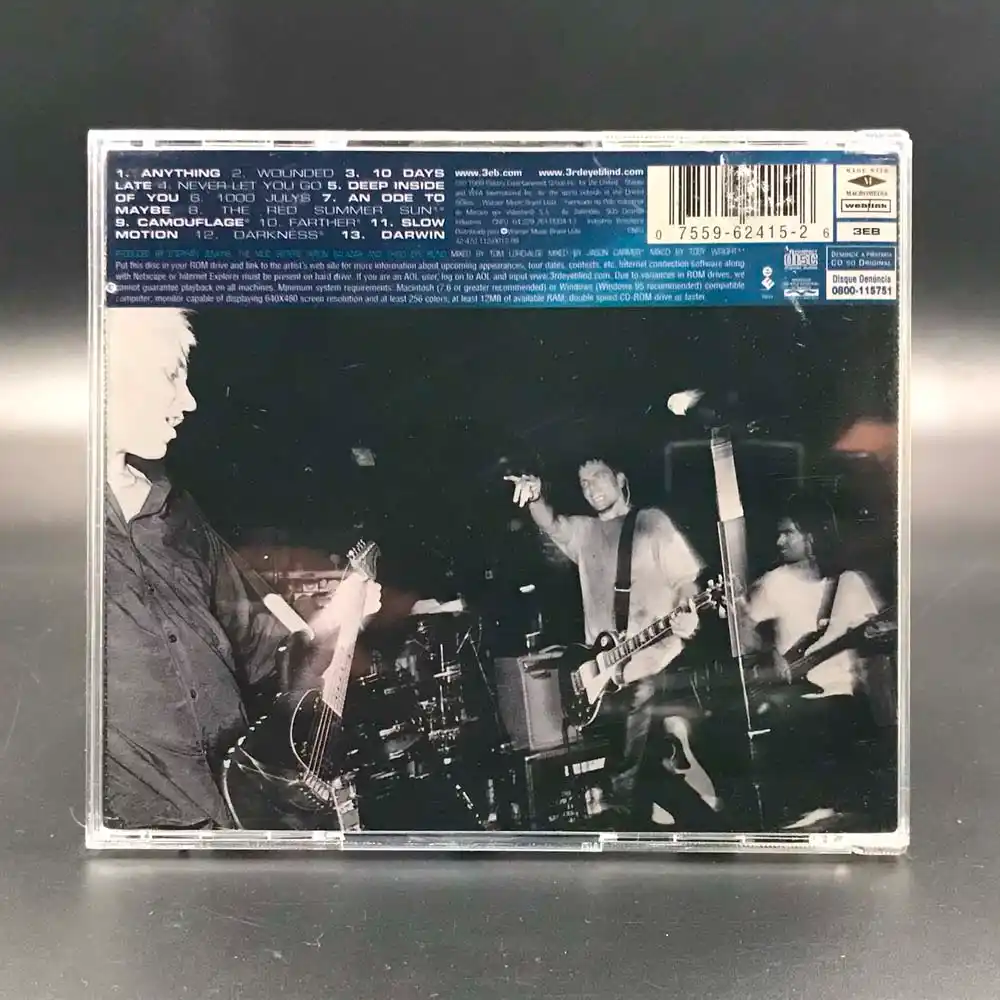 1. ANYTHING 2. WOUNDED 3. 10 DAYS
LATE 4. NEVER LET YOU GO 5. DEEP INSIDE
OF YOU 6. 1000 JULYS 7. AN ODE TO
MAYBE 8. THE RED SUMMER SUN**
9. CAMOUFLAGE* 10. FARTHER* 11. SLOW
MOTION 12. DARKNESS* 13. DARWIN
www.3eb.com www.3rdeyeblind.com
0 7559-62415-2 6
MADE WITH
M
MACROMEDIA
weblink
3EB
MIXED BY TOM LORD-ALGE MIXED BY JASON CARMER* MIXED BY TOBY WRIGHT**
Put this disc in your ROM drive and link to the artist's web site for more information about upcoming appearances, tour dates, contests, etc. Internet connection software along
with Netscape or Internet Explorer must be present on hard drive. If you are an AOL user, log on to AOL and input www.3rdeyeblind.com. Due to variances in ROM drives, we
cannot guarantee playback on all machines. Minimum system requirements: Macintosh (7.6 or greater recommended) or Windows (Windows 95 recommended) compatible
computer, monitor capable of displaying 640X480 screen resolution and at least 256 colors, at least 12MB of available RAM; double speed CD-ROM drive or faster.
COMPACT
disc
DIGITAL AUDIO
DENUNCIE A PIRATARIA
CD SÓ ORIGINAL
Disque Denúncia
0800-115751